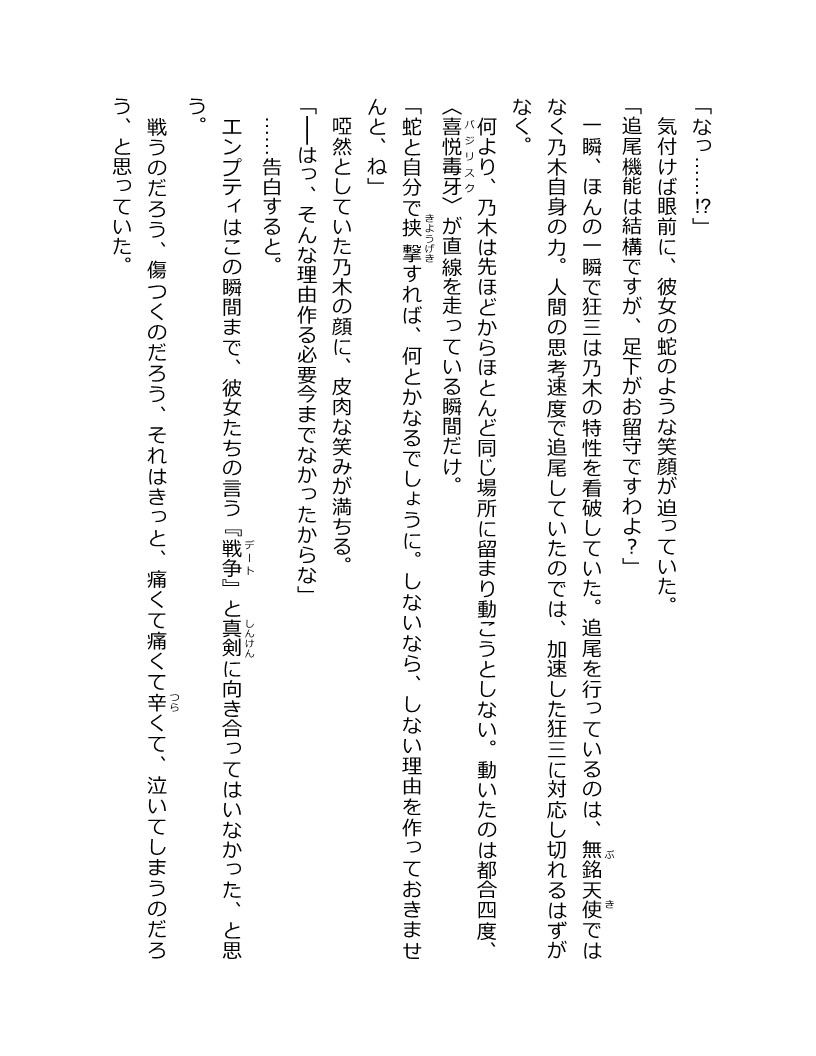 「なっ……!?」
　気付けば眼前に、彼女の蛇のような笑顔が迫っていた。
「追尾機能は結構ですが、足下がお留守ですわよ？」
　一瞬、ほんの一瞬で狂三は乃木の特性を看破していた。追尾を行っているのは、無銘天使では
なく乃木自身の力。人間の思考速度で追尾していたのでは、加速した狂三に対応し切れるはずが
なく。
　何より、乃木は先ほどからほとんど同じ場所に留まり動こうとしない。動いたのは都合四度、
〈喜悦毒牙〉が直線を走っている瞬間だけ。
「蛇と自分で挟撃すれば、何とかなるでしょうに。しないなら、しない理由を作っておきませ
んと、ね」
　啞然としていた乃木の顔に、皮肉な笑みが満ちる。
「──はっ、そんな理由作る必要今までなかったからな」
　……告白すると。
　エンプティはこの瞬間まで、彼女たちの言う『戦争』と真剣に向き合ってはいなかった、と思
う。
　戦うのだろう、傷つくのだろう、それはきっと、痛くて痛くて辛くて、泣いてしまうのだろ
う、と思っていた。